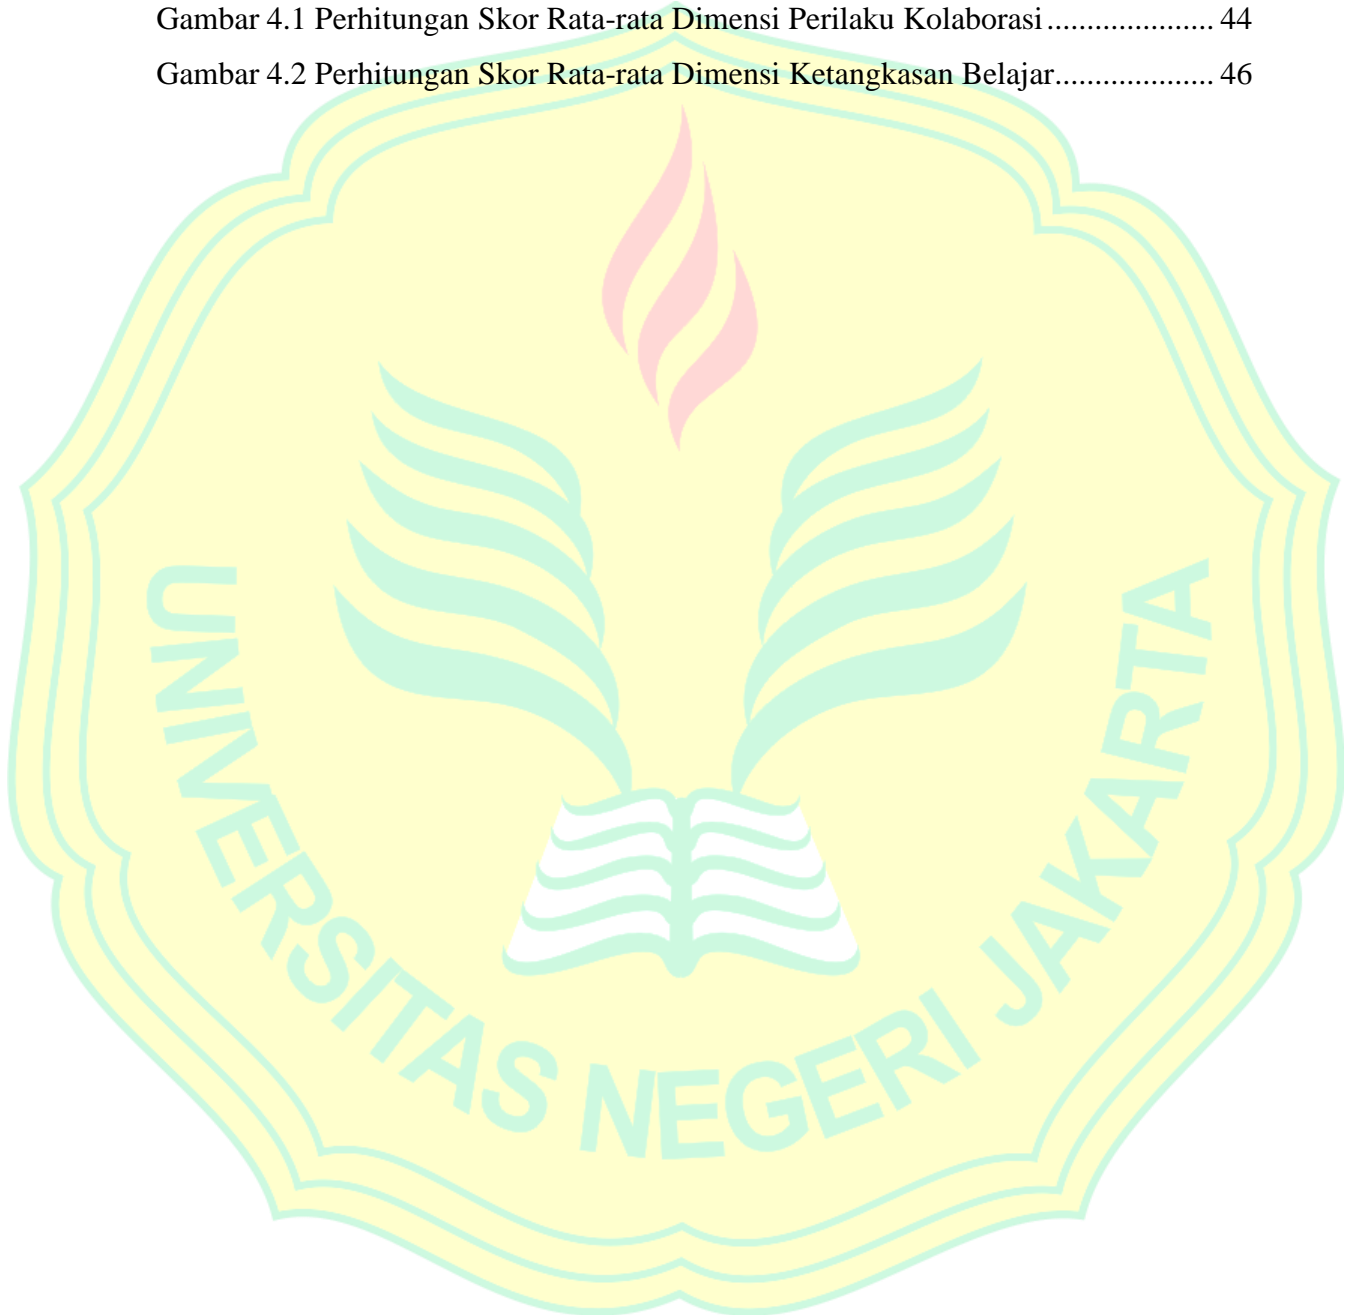 Gambar 4.1 Perhitungan Skor Rata-rata Dimensi Perilaku Kolaborasi..................... 44
Gambar 4.2 Perhitungan Skor Rata-rata Dimensi Ketangkasan Belajar.................... 46
UNIVERSITAS NEGERI JAKARTA